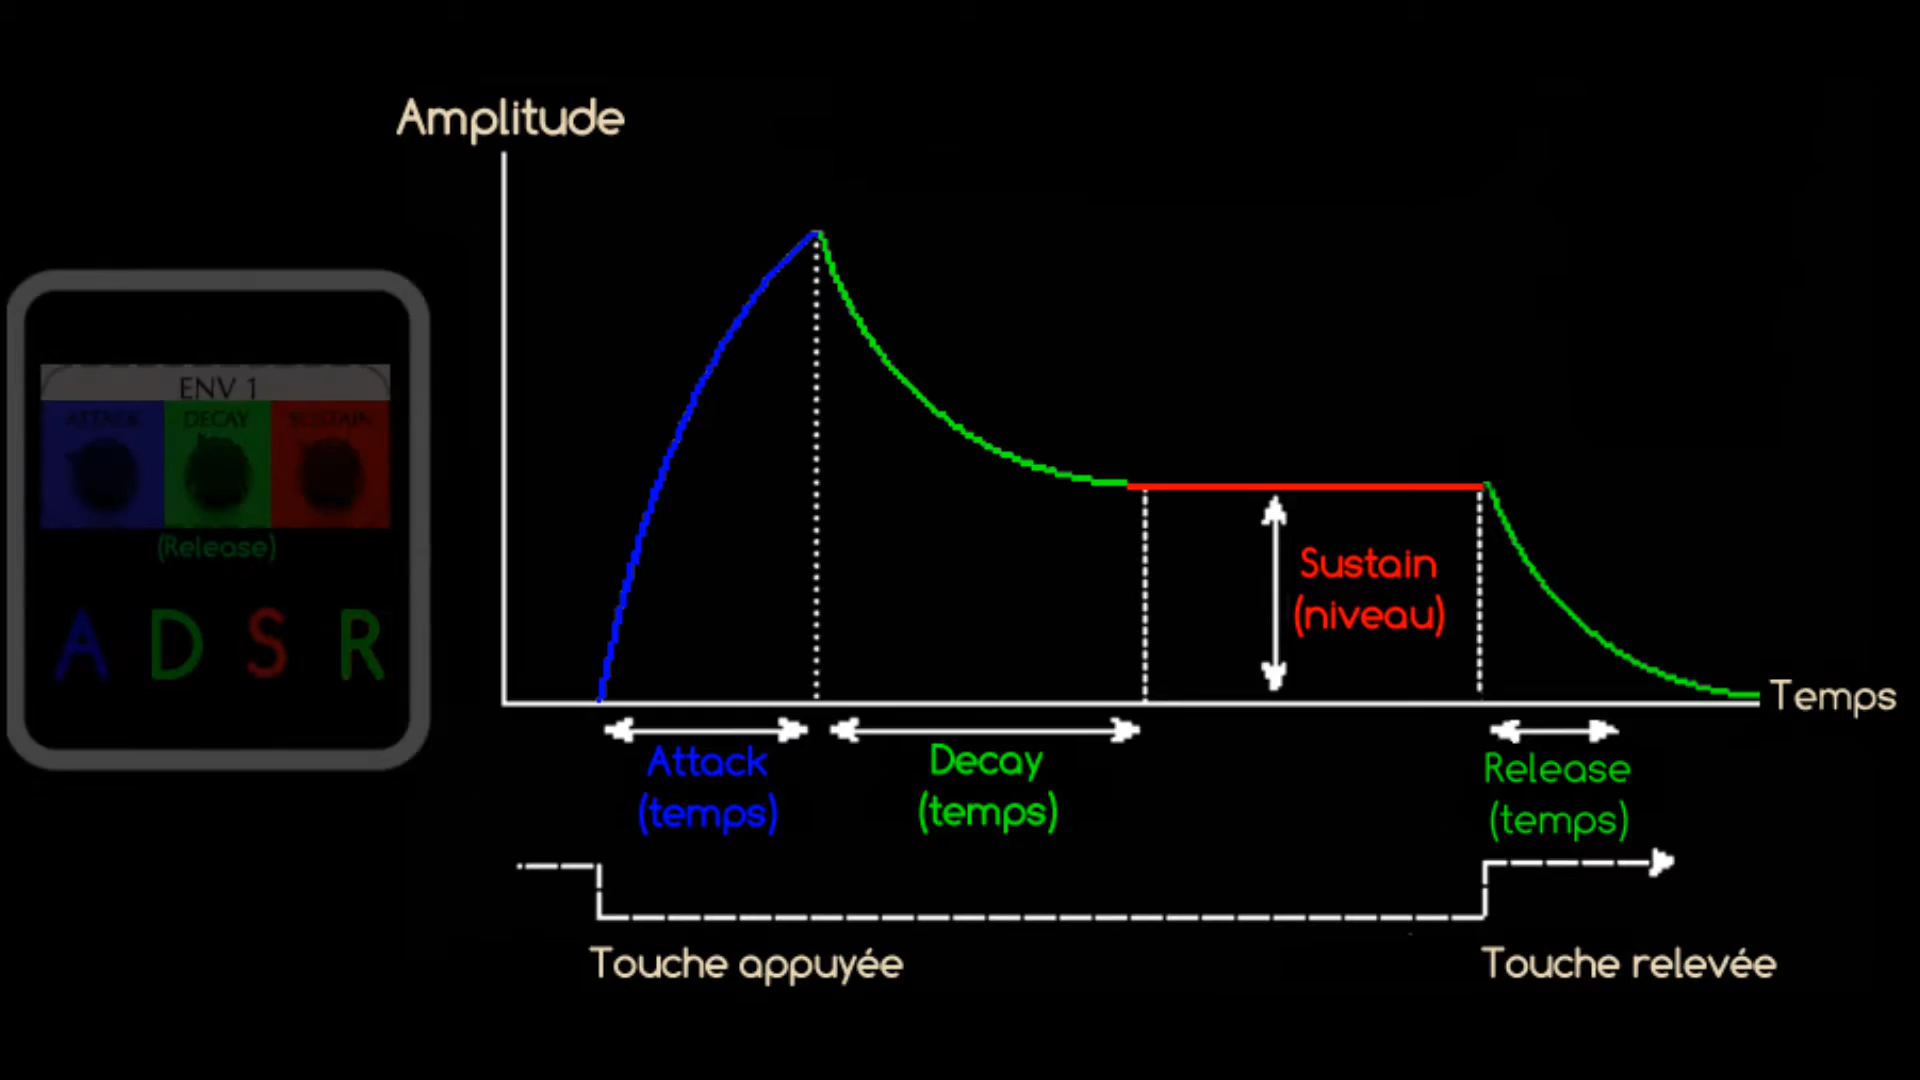 Amplitude
ENV 1
ATTACK DECAY SUSTAIN
(Release)
A D S R
Sustain
(niveau)
Temps
Attack
(temps)
Decay
(temps)
Release
(temps)
Touche appuyée
Touche relevée